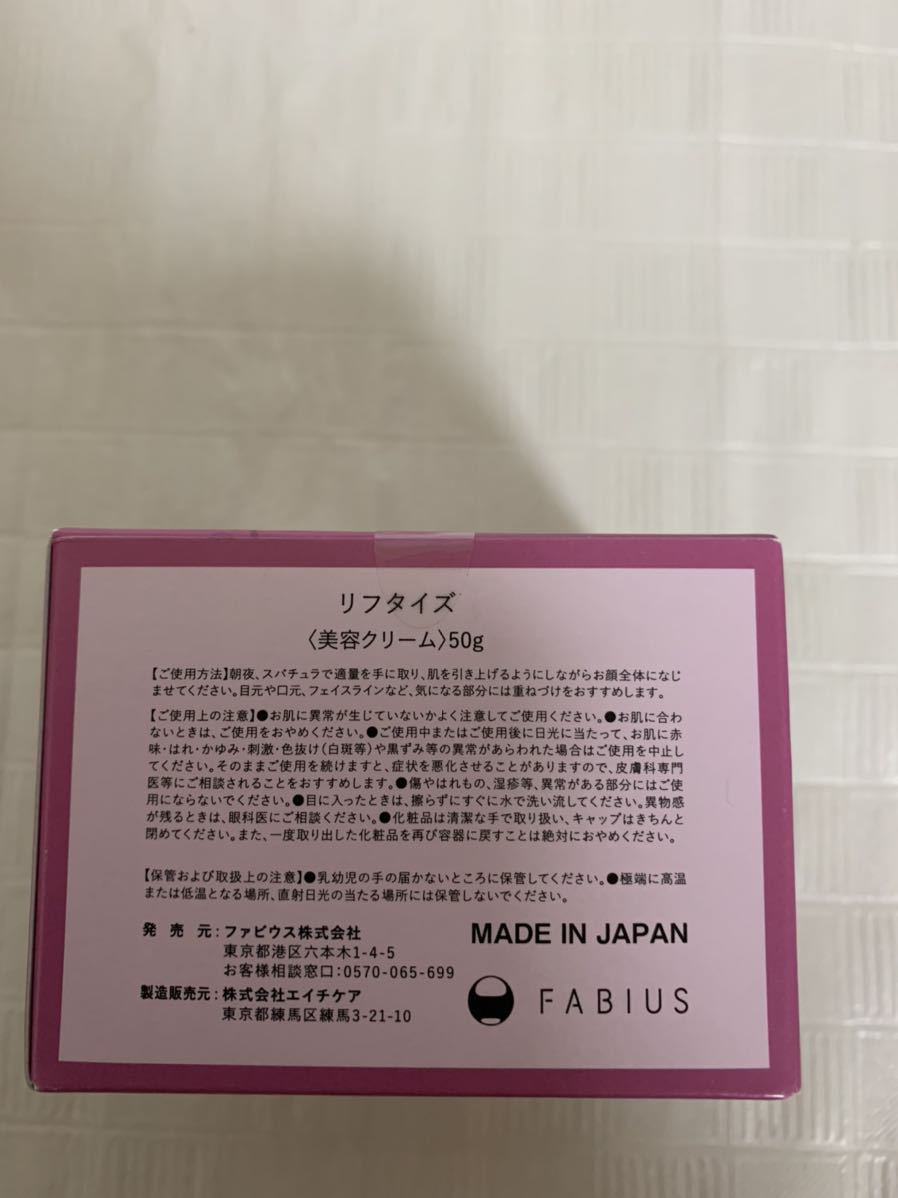 リフタイズ
〈美容クリーム〉50g
【ご使用方法】朝夜、スパチュラで適量を手に取り、肌を引き上げるようにしながらお顔全体になじ
ませてください。目元や口元、フェイスラインなど、気になる部分には重ねづけをおすすめします。
【ご使用上の注意】●お肌に異常が生じていないかよく注意してご使用ください。●お肌に合わ
ないときは、ご使用をおやめください。●ご使用中またはご使用後に日光に当たって、お肌に赤
味・はれ・かゆみ・刺激・色抜け(白斑等)や黒ずみ等の異常があらわれた場合はご使用を中止し
てください。そのままご使用を続けますと、症状を悪化させることがありますので、皮膚科専門
医等にご相談されることをおすすめします。●傷やはれもの、湿疹等、異常がある部分にはご使
用にならないでください。●目に入ったときは、擦らずにすぐに水で洗い流してください。異物感
が残るときは、眼科医にご相談ください。●化粧品は清潔な手で取り扱い、キャップはきちんと
閉めてください。また、一度取り出した化粧品を再び容器に戻すことは絶対におやめください。
【保管および取扱上の注意】●乳幼児の手の届かないところに保管してください。●極端に高温
または低温となる場所、直射日光の当たる場所には保管しないでください。
発売元:ファビウス株式会社
東京都港区六本木1-4-5
お客様相談窓口:0570-065-699
製造販売元:株式会社エイチケア
東京都練馬区練馬3-21-10
MADE IN JAPAN
FABIUS